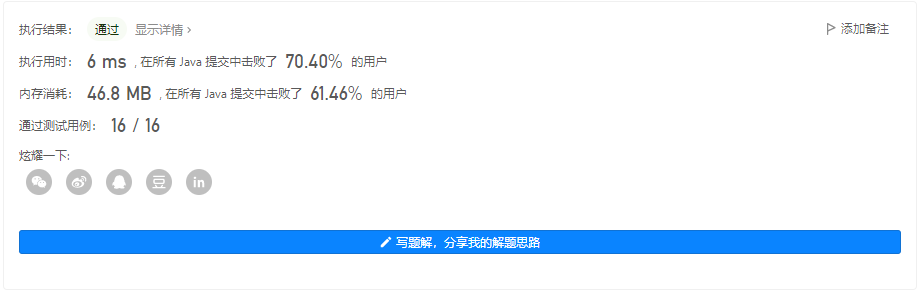 执行结果： 通过 显示详情 › 添加备注
执行用时： 6 ms , 在所有 Java 提交中击败了 70.40% 的用户
内存消耗： 46.8 MB , 在所有 Java 提交中击败了 61.46% 的用户
通过测试用例： 16 / 16
炫耀一下:
豆 in
写题解，分享我的解题思路